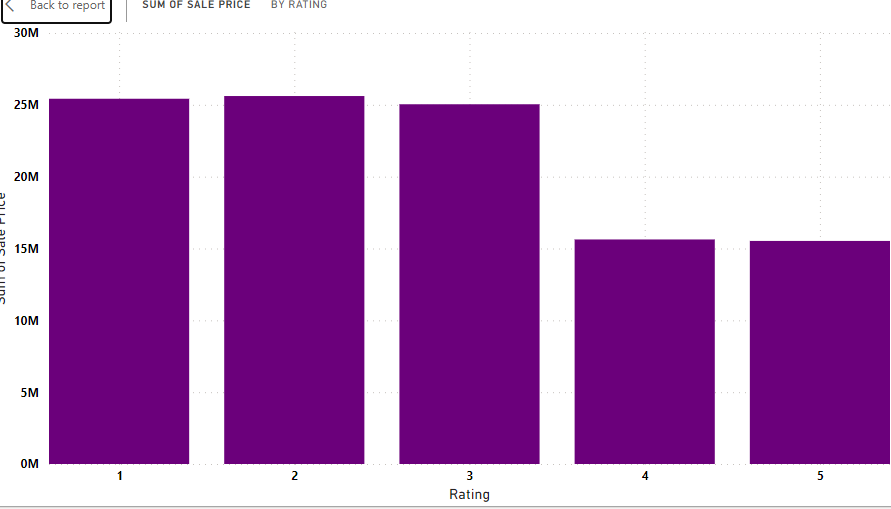 Back to report
SUM OF SALE PRICE BY RATING
30M
25M
20M
15M
10M
5M
0M
Sum of Sale Price
1 2 3 4 5
Rating